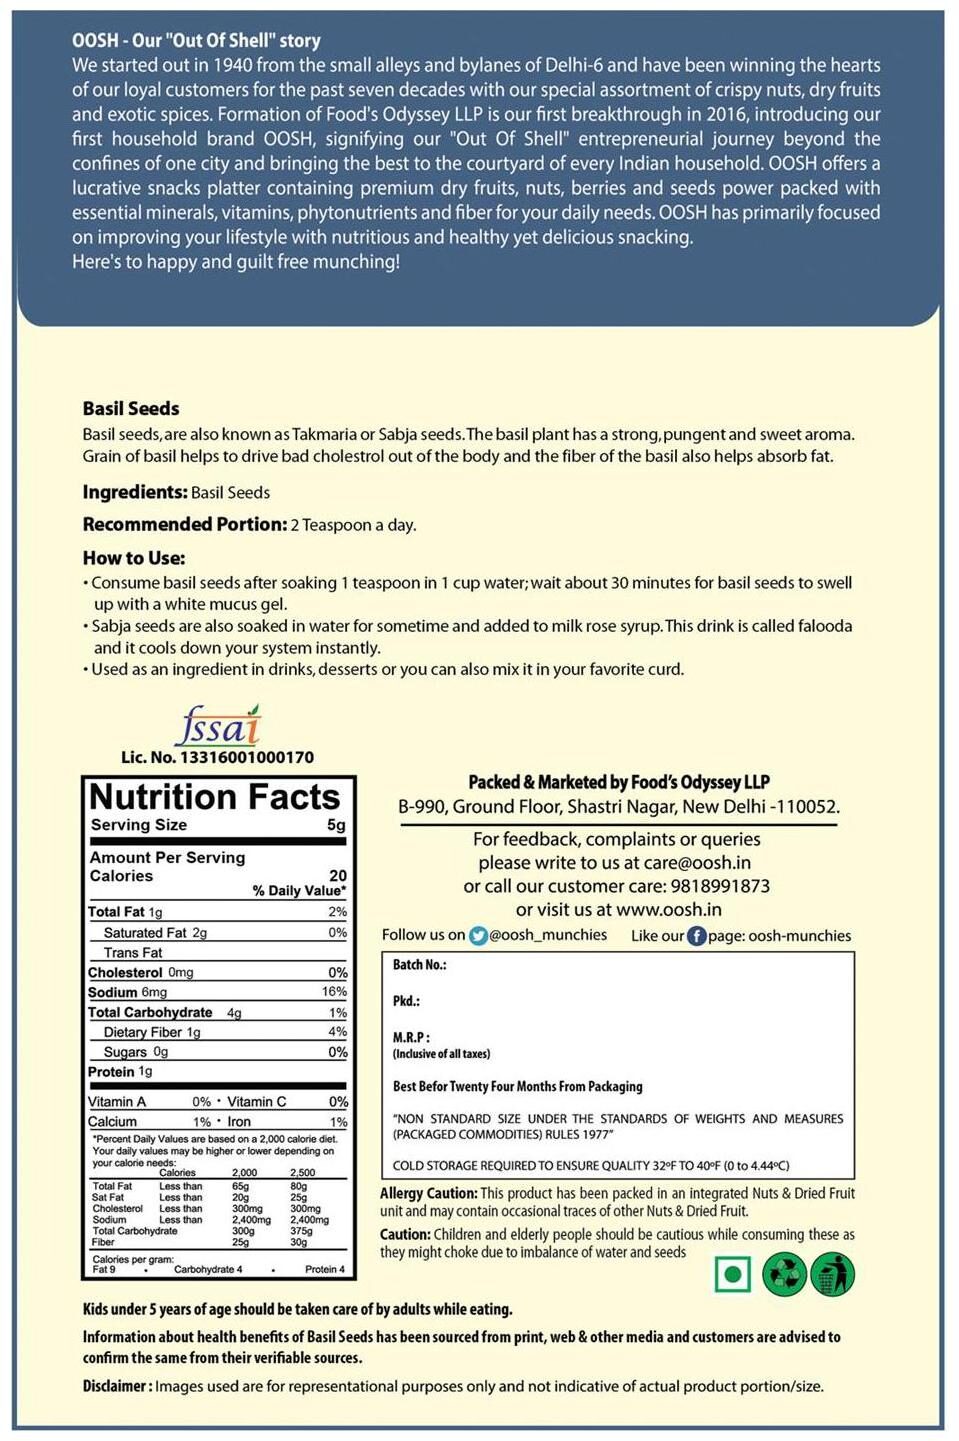 OOSH - Our "Out Of Shell" story
We started out in 1940 from the small alleys and bylanes of Delhi-6 and have been winning the hearts
of our loyal customers for the past seven decades with our special assortment of crispy nuts, dry fruits
and exotic spices. Formation of Food's Odyssey LLP is our first breakthrough in 2016, introducing our
first household brand OOSH, signifying our "Out Of Shell" entrepreneurial journey beyond the
confines of one city and bringing the best to the courtyard of every Indian household. OOSH offers a
lucrative snacks platter containing premium dry fruits, nuts, berries and seeds power packed with
essential minerals, vitamins, phytonutrients and fiber for your daily needs. OOSH has primarily focused
on improving your lifestyle with nutritious and healthy yet delicious snacking.
Here's to happy and guilt free munching!
Basil Seeds
Basil seeds, are also known as Takmaria or Sabja seeds. The basil plant has a strong, pungent and sweet aroma.
Grain of basil helps to drive bad cholestrol out of the body and the fiber of the basil also helps absorb fat.
Ingredients: Basil Seeds
Recommended Portion: 2 Teaspoon a day.
How to Use:
• Consume basil seeds after soaking 1 teaspoon in 1 cup water; wait about 30 minutes for basil seeds to swell
up with a white mucus gel.
• Sabja seeds are also soaked in water for sometime and added to milk rose syrup. This drink is called falooda
and it cools down your system instantly.
• Used as an ingredient in drinks, desserts or you can also mix it in your favorite curd.
fssai
Lic. No. 13316001000170
Nutrition Facts
Serving Size 5g
Amount Per Serving
Calories 20
% Daily Value*
Total Fat 1g 2%
Saturated Fat 2g 0%
Trans Fat
Cholesterol 0mg 0%
Sodium 6mg 16%
Total Carbohydrate 4g 1%
Dietary Fiber 1g 4%
Sugars 0g 0%
Protein 1g
Vitamin A 0% • Vitamin C 0%
Calcium 1% • Iron 1%
*Percent Daily Values are based on a 2,000 calorie diet.
Your daily values may be higher or lower depending on
your calorie needs:
Calories 2,000 2,500
Total Fat Less than 65g 80g
Sat Fat Less than 20g 25g
Cholesterol Less than 300mg 300mg
Sodium Less than 2,400mg 2,400mg
Total Carbohydrate 300g 375g
Fiber 25g 30g
Calories per gram:
Fat 9 • Carbohydrate 4 • Protein 4
Packed & Marketed by Food's Odyssey LLP
B-990, Ground Floor, Shastri Nagar, New Delhi -110052.
For feedback, complaints or queries
please write to us at care@oosh.in
or call our customer care: 9818991873
or visit us at www.oosh.in
Follow us on @oosh_munchies Like our f page: oosh-munchies
Batch No.:
Pkd.:
M.R.P :
(Inclusive of all taxes)
Best Befor Twenty Four Months From Packaging
"NON STANDARD SIZE UNDER THE STANDARDS OF WEIGHTS AND MEASURES
(PACKAGED COMMODITIES) RULES 1977"
COLD STORAGE REQUIRED TO ENSURE QUALITY 32ºF TO 40ºF (0 to 4.44ºC)
Allergy Caution: This product has been packed in an integrated Nuts & Dried Fruit
unit and may contain occasional traces of other Nuts & Dried Fruit.
Caution: Children and elderly people should be cautious while consuming these as
they might choke due to imbalance of water and seeds
Kids under 5 years of age should be taken care of by adults while eating.
Information about health benefits of Basil Seeds has been sourced from print, web & other media and customers are advised to
confirm the same from their verifiable sources.
Disclaimer : Images used are for representational purposes only and not indicative of actual product portion/size.